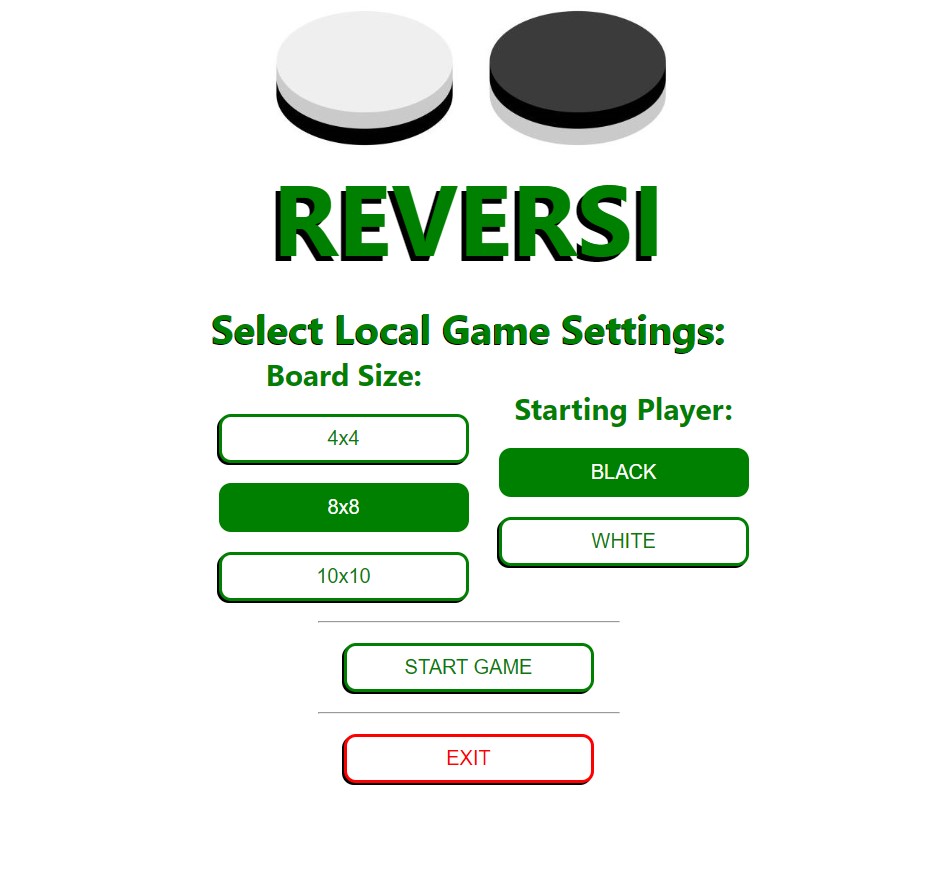 REVERSI
Select Local Game Settings:
Board Size:
4x4
8x8
10x10
Starting Player:
BLACK
WHITE
START GAME
EXIT